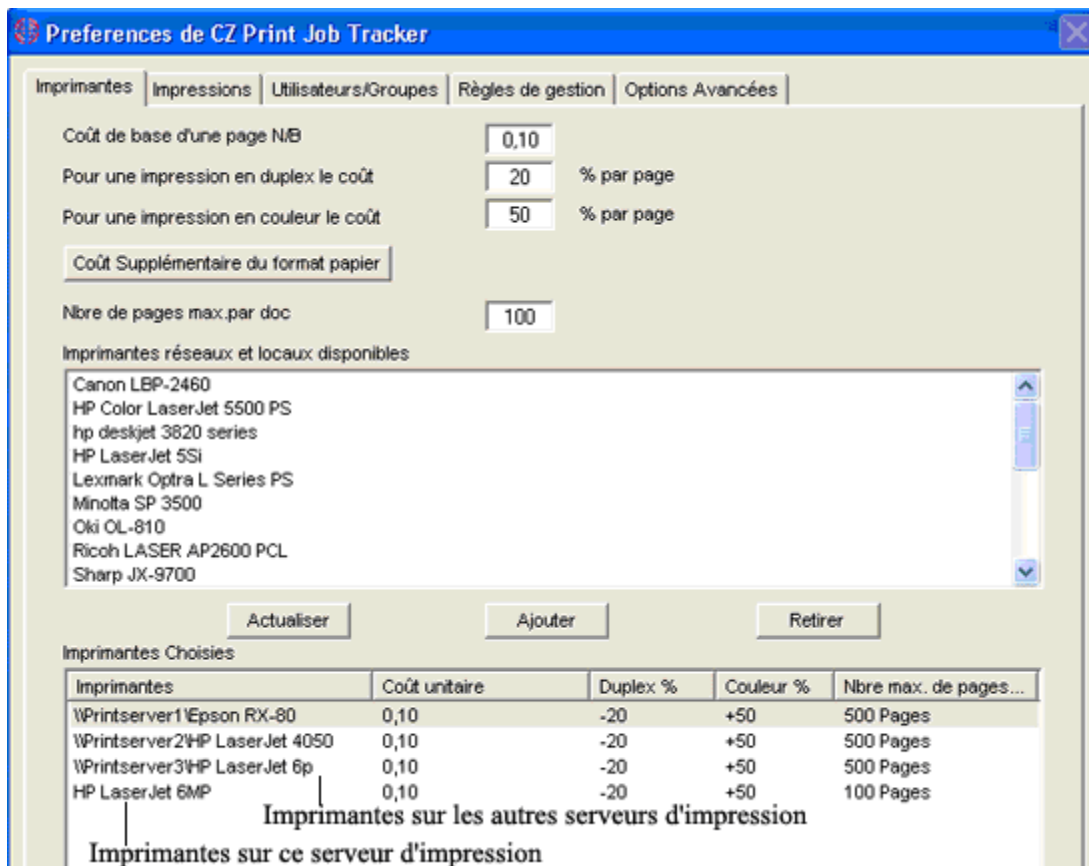 Preferences de CZ Print Job Tracker
Imprimantes Impressions Utilisateurs/Groupes Règles de gestion Options Avancées
Coût de base d'une page N/B 0,10
Pour une impression en duplex le coût 20 % par page
Pour une impression en couleur le coût 50 % par page
Coût Supplémentaire du format papier
Nbre de pages max.par doc 100
Imprimantes réseaux et locaux disponibles
Canon LBP-2460
HP Color LaserJet 5500 PS
hp deskjet 3820 series
HP LaserJet 5Si
Lexmark Optra L Series PS
Minolta SP 3500
Oki OL-810
Ricoh LASER AP2600 PCL
Sharp JX-9700
Actualiser Ajouter Retirer
Imprimantes Choisies
Imprimantes Coût unitaire Duplex % Couleur % Nbre max. de pages...
\\Printserver1\Epson RX-80 0,10 -20 +50 500 Pages
\\Printserver2\HP LaserJet 4050 0,10 -20 +50 500 Pages
\\Printserver3\HP LaserJet 6p 0,10 -20 +50 500 Pages
HP LaserJet 6MP 0,10 -20 +50 100 Pages
Imprimantes sur les autres serveurs d'impression
Imprimantes sur ce serveur d'impression